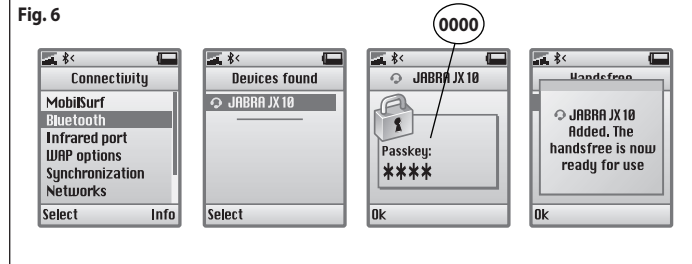 Fig. 6
0000
Connectivity
MobilSurf
Bluetooth
Infrared port
WAP options
Synchronization
Networks
Select Info
Devices found
JABRA JX10
Select
JABRA JX10
Passkey:
****
Ok
Handsfree
JABRA JX10
Added. The
handsfree is now
ready for use
Ok